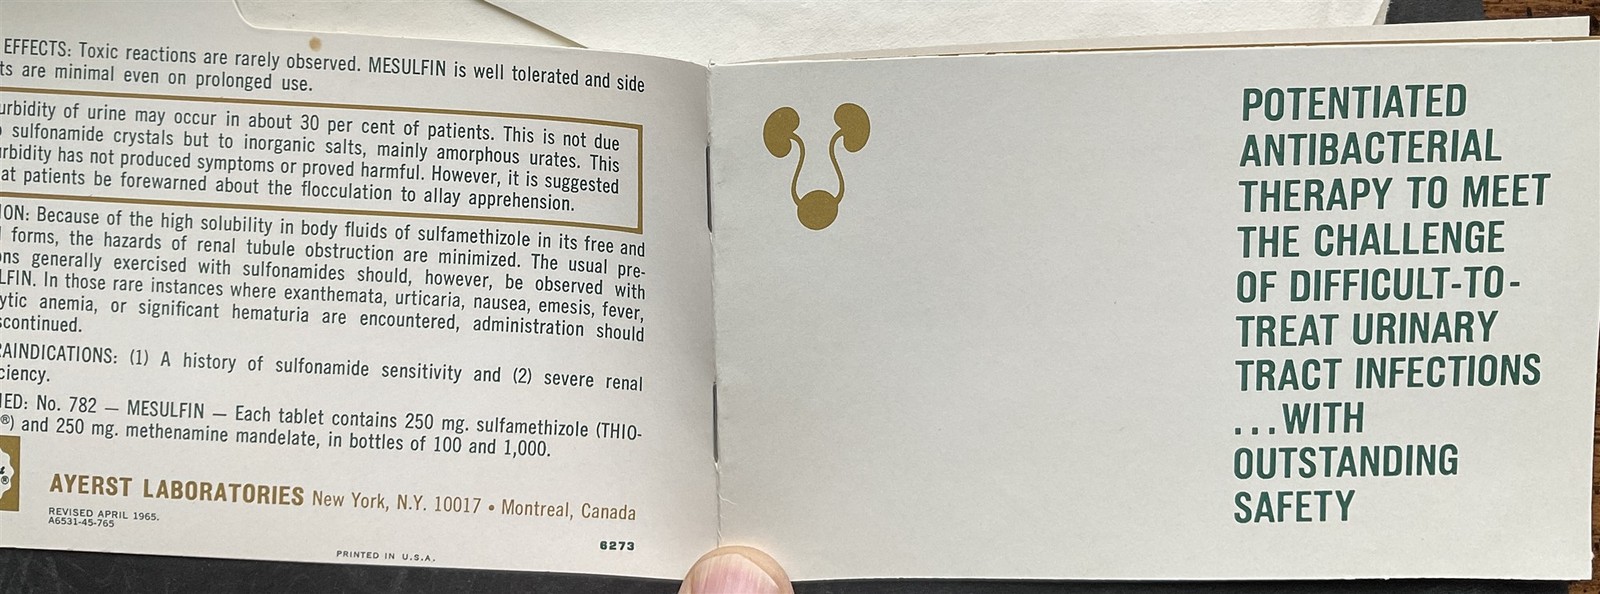 EFFECTS: Toxic reactions are rarely observed. MESULFIN is well tolerated and side
ts are minimal even on prolonged use.
urbidity of urine may occur in about 30 per cent of patients. This is not due
sulfonamide crystals but to inorganic salts, mainly amorphous urates. This
rbidity has not produced symptoms or proved harmful. However, it is suggested
at patients be forewarned about the flocculation to allay apprehension.
ION: Because of the high solubility in body fluids of sulfamethizole in its free and
forms, the hazards of renal tubule obstruction are minimized. The usual pre-
ns generally exercised with sulfonamides should, however, be observed with
LFIN. In those rare instances where exanthemata, urticaria, nausea, emesis, fever,
ytic anemia, or significant hematuria are encountered, administration should
scontinued.
RAINDICATIONS: (1) A history of sulfonamide sensitivity and (2) severe renal
ciency.
IED: No. 782 — MESULFIN — Each tablet contains 250 mg. sulfamethizole (THIO-
®) and 250 mg. methenamine mandelate, in bottles of 100 and 1,000.
®
AYERST LABORATORIES New York, N.Y. 10017 • Montreal, Canada
REVISED APRIL 1965.
A6531-45-765
6273
PRINTED IN U.S.A.
POTENTIATED
ANTIBACTERIAL
THERAPY TO MEET
THE CHALLENGE
OF DIFFICULT-TO-
TREAT URINARY
TRACT INFECTIONS
...WITH
OUTSTANDING
SAFETY